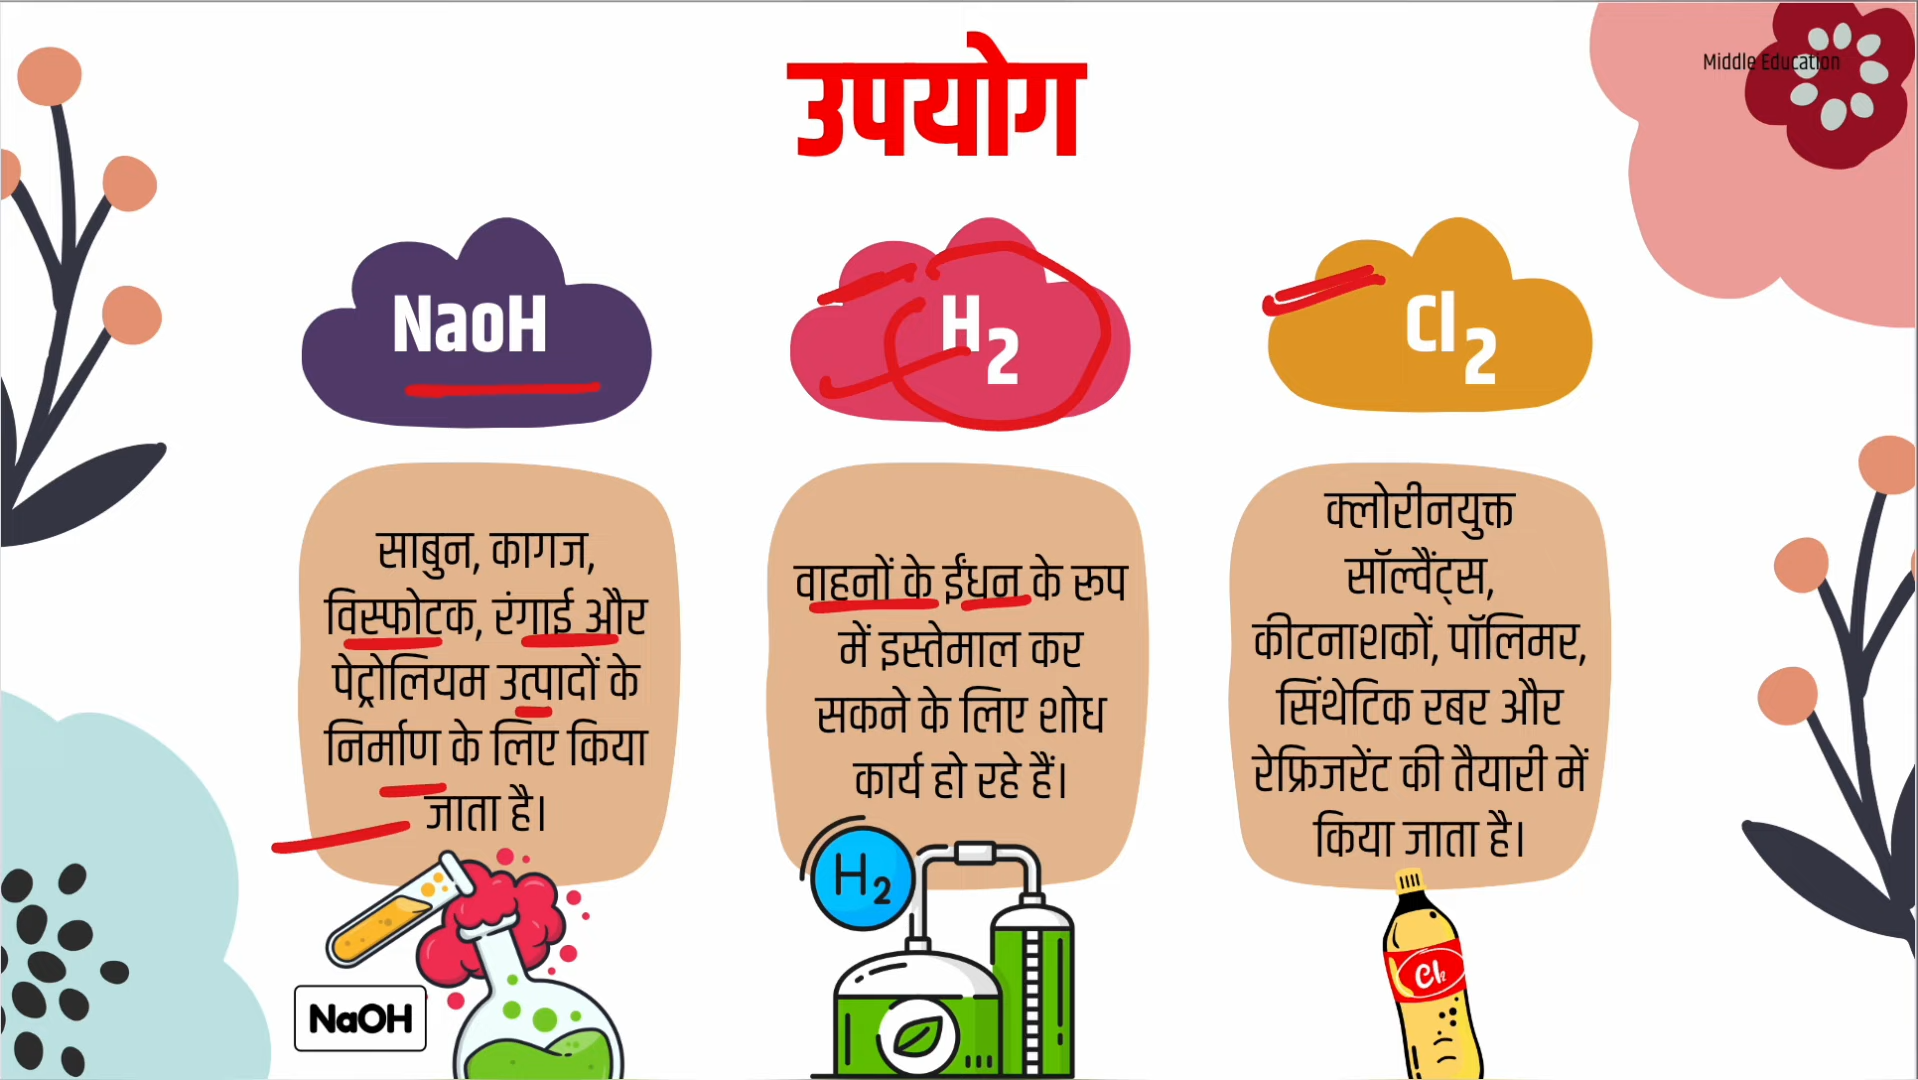 Middle Education
उपयोग
NaoH
H2
Cl2
साबुन, कागज,
विस्फोटक, रंगाई और
पेट्रोलियम उत्पादों के
निर्माण के लिए किया
जाता है।
वाहनों के ईंधन के रूप
में इस्तेमाल कर
सकने के लिए शोध
कार्य हो रहे हैं।
क्लोरीनयुक्त
सॉल्वैंट्स,
कीटनाशकों, पॉलिमर,
सिंथेटिक रबर और
रेफ्रिजरेंट की तैयारी में
किया जाता है।
NaOH
H2
Cl2